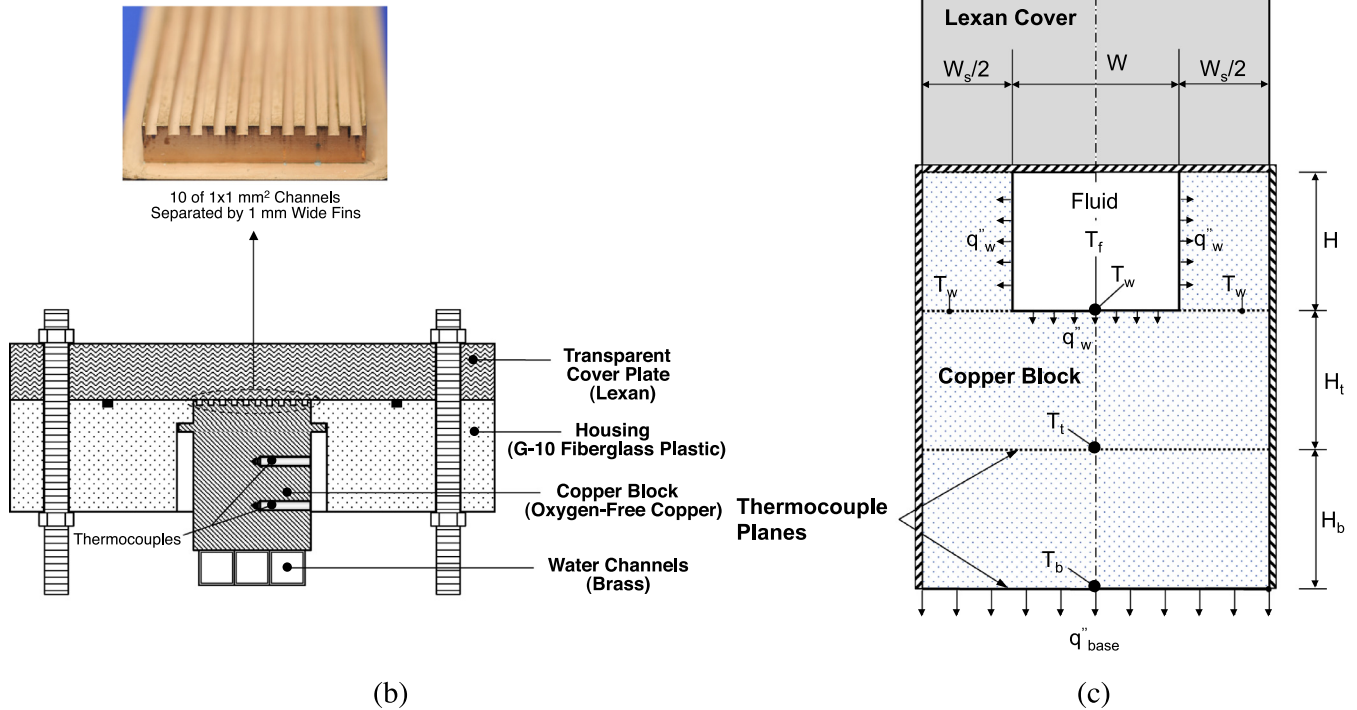 10 of 1x1 mm² Channels
Separated by 1 mm Wide Fins
Transparent
Cover Plate
(Lexan)
Housing
(G-10 Fiberglass Plastic)
Copper Block
(Oxygen-Free Copper)
Thermocouples
Water Channels
(Brass)
(b)
Lexan Cover
Ws/2
W
Ws/2
Fluid
q"w
Tf
q"w
H
Tw
Tw
Tw
q"w
Copper Block
Ht
Tt
Thermocouple
Planes
Hb
Tb
q"base
(c)